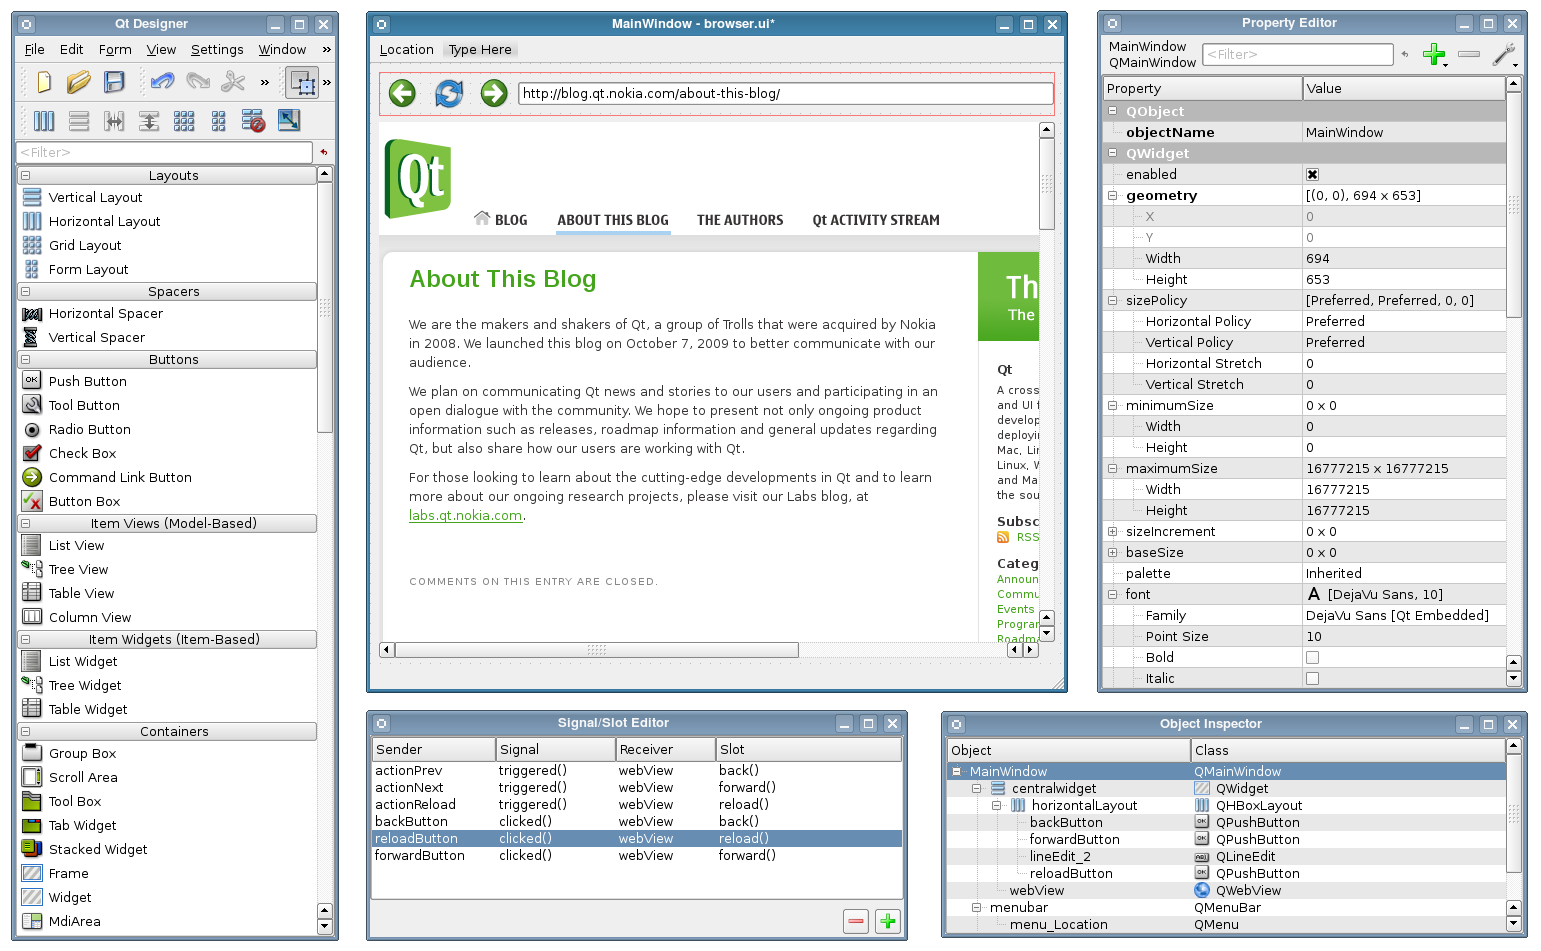 Qt Designer
File Edit Form View Settings Window »
» »
<Filter>
Layouts
Vertical Layout
Horizontal Layout
Grid Layout
Form Layout
Spacers
Horizontal Spacer
Vertical Spacer
Buttons
OK Push Button
Tool Button
Radio Button
Check Box
Command Link Button
Button Box
Item Views (Model-Based)
List View
Tree View
Table View
Column View
Item Widgets (Item-Based)
List Widget
Tree Widget
Table Widget
Containers
Group Box
Scroll Area
Tool Box
Tab Widget
Stacked Widget
Frame
Widget
MdiArea
MainWindow - browser.ui*
Location Type Here
http://blog.qt.nokia.com/about-this-blog/
Qt
BLOG ABOUT THIS BLOG THE AUTHORS Qt ACTIVITY STREAM
About This Blog
We are the makers and shakers of Qt, a group of Trolls that were acquired by Nokia
in 2008. We launched this blog on October 7, 2009 to better communicate with our
audience.
We plan on communicating Qt news and stories to our users and participating in an
open dialogue with the community. We hope to present not only ongoing product
information such as releases, roadmap information and general updates regarding
Qt, but also share how our users are working with Qt.
For those looking to learn about the cutting-edge developments in Qt and to learn
more about our ongoing research projects, please visit our Labs blog, at
labs.qt.nokia.com.
COMMENTS ON THIS ENTRY ARE CLOSED.
Th
The
Qt
A cross
and UI f
develop
deployi
Mac, Lin
Linux, W
and Ma
the sou
Subsc
RSS
Categ
Announ
Commu
Events
Program
Roadma
Signal/Slot Editor
Sender Signal Receiver Slot
actionPrev triggered() webView back()
actionNext triggered() webView forward()
actionReload triggered() webView reload()
backButton clicked() webView back()
reloadButton clicked() webView reload()
forwardButton clicked() webView forward()
Property Editor
MainWindow
QMainWindow
<Filter>
Property Value
QObject
objectName MainWindow
QWidget
enabled
geometry [(0, 0), 694 x 653]
X 0
Y 0
Width 694
Height 653
sizePolicy [Preferred, Preferred, 0, 0]
Horizontal Policy Preferred
Vertical Policy Preferred
Horizontal Stretch 0
Vertical Stretch 0
minimumSize 0 x 0
Width 0
Height 0
maximumSize 16777215 x 16777215
Width 16777215
Height 16777215
sizeIncrement 0 x 0
baseSize 0 x 0
palette Inherited
font A [DejaVu Sans, 10]
Family DejaVu Sans [Qt Embedded]
Point Size 10
Bold
Italic
Object Inspector
Object Class
MainWindow QMainWindow
centralwidget QWidget
horizontalLayout QHBoxLayout
backButton OK QPushButton
forwardButton OK QPushButton
lineEdit_2 QLineEdit
reloadButton OK QPushButton
webView QWebView
menubar QMenuBar
menu_Location QMenu